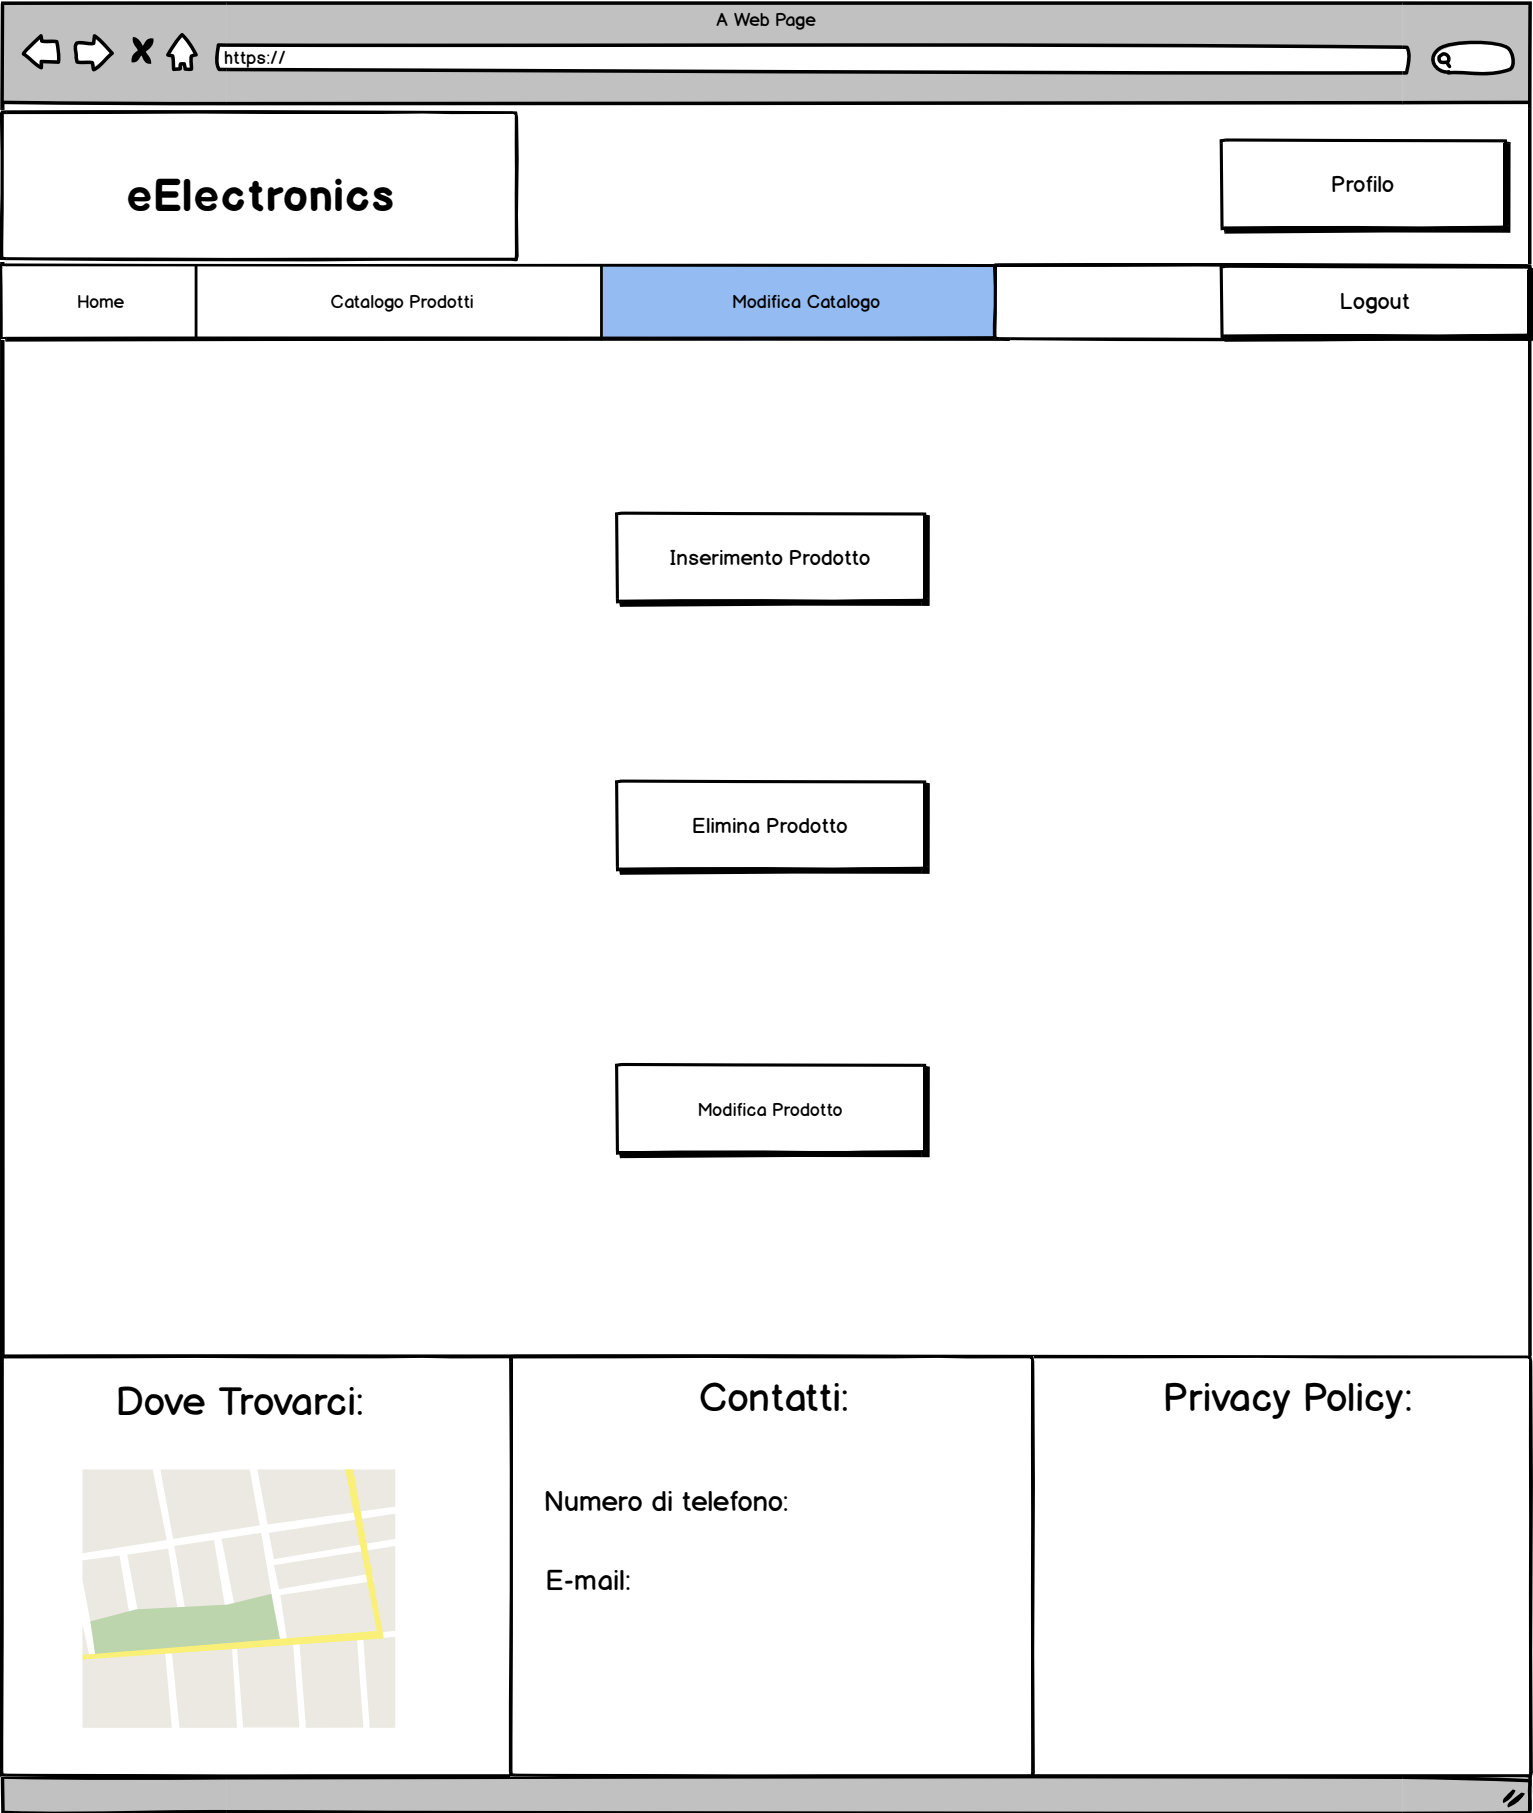 A Web Page
https://
eElectronics
Profilo
Home
Catalogo Prodotti
Modifica Catalogo
Logout
Inserimento Prodotto
Elimina Prodotto
Modifica Prodotto
Dove Trovarci:
Contatti:
Numero di telefono:
E-mail:
Privacy Policy: